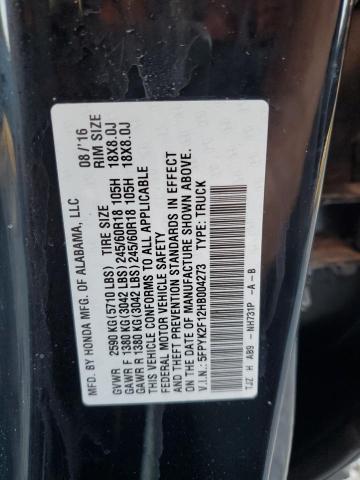 MFD. BY HONDA MFG. OF ALABAMA, LLC 08/'16
TIRE SIZE RIM SIZE
GVWR 2590 KG(5710 LBS)
GAWR F 1380 KG(3042 LBS) 245/60R18 105H 18X8.0J
GAWR R 1380 KG(3042 LBS) 245/60R18 105H 18X8.0J
THIS VEHICLE CONFORMS TO ALL APPLICABLE
FEDERAL MOTOR VEHICLE SAFETY
AND THEFT PREVENTION STANDARDS IN EFFECT
ON THE DATE OF MANUFACTURE SHOWN ABOVE.
V.I.N.: 5FPYK2F12HB004273 TYPE: TRUCK
TJZ H AB9 - NH731P -A-B